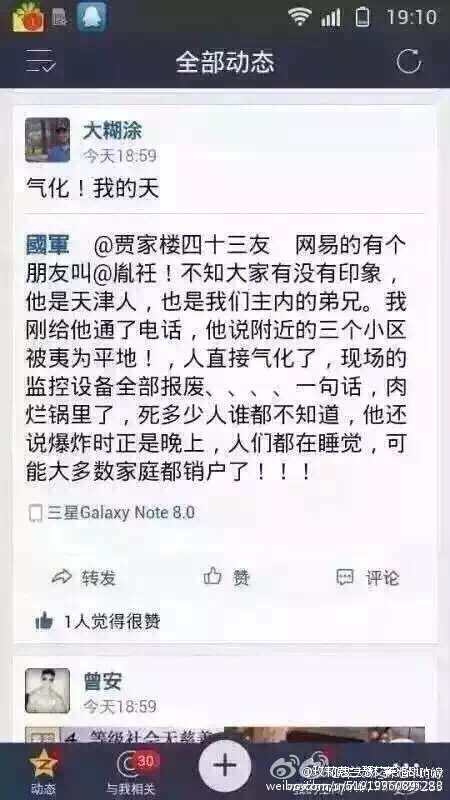 19:10
全部动态
大糊涂
今天18:59
气化！我的天
國軍 @贾家楼四十三友 网易的有个
朋友叫@胤衽！不知大家有没有印象，
他是天津人，也是我们主内的弟兄。我
刚给他通了电话，他说附近的三个小区
被夷为平地！，人直接气化了，现场的
监控设备全部报废、、、、一句话，肉
烂锅里了，死多少人谁都不知道，他还
说爆炸时正是晚上，人们都在睡觉，可
能大多数家庭都销户了！！！
三星Galaxy Note 8.0
转发
赞
评论
1人觉得很赞
曾安
今天18:59
等级社会无慈善
30
动态
与我相关